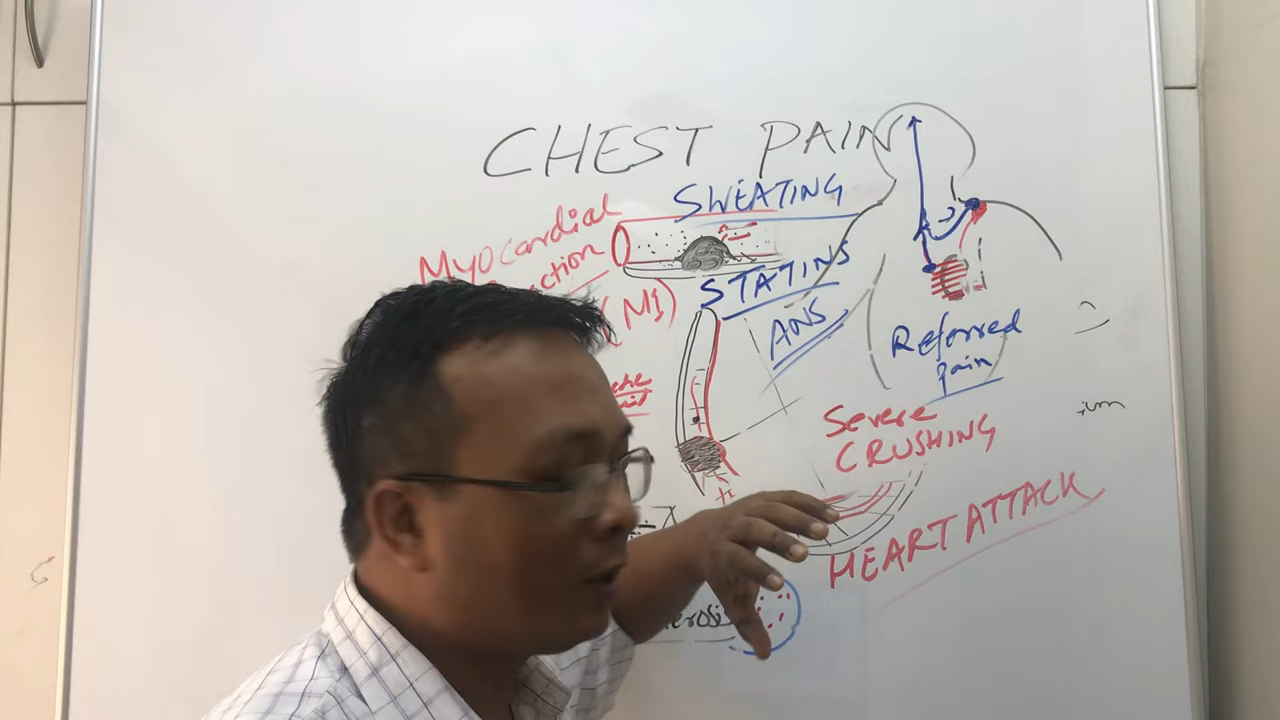 CHEST PAIN
SWEATING
Myocardial
STATINS
(MI)
ANS
Referred
pain
Severe
CRUSHING
HEART ATTACK